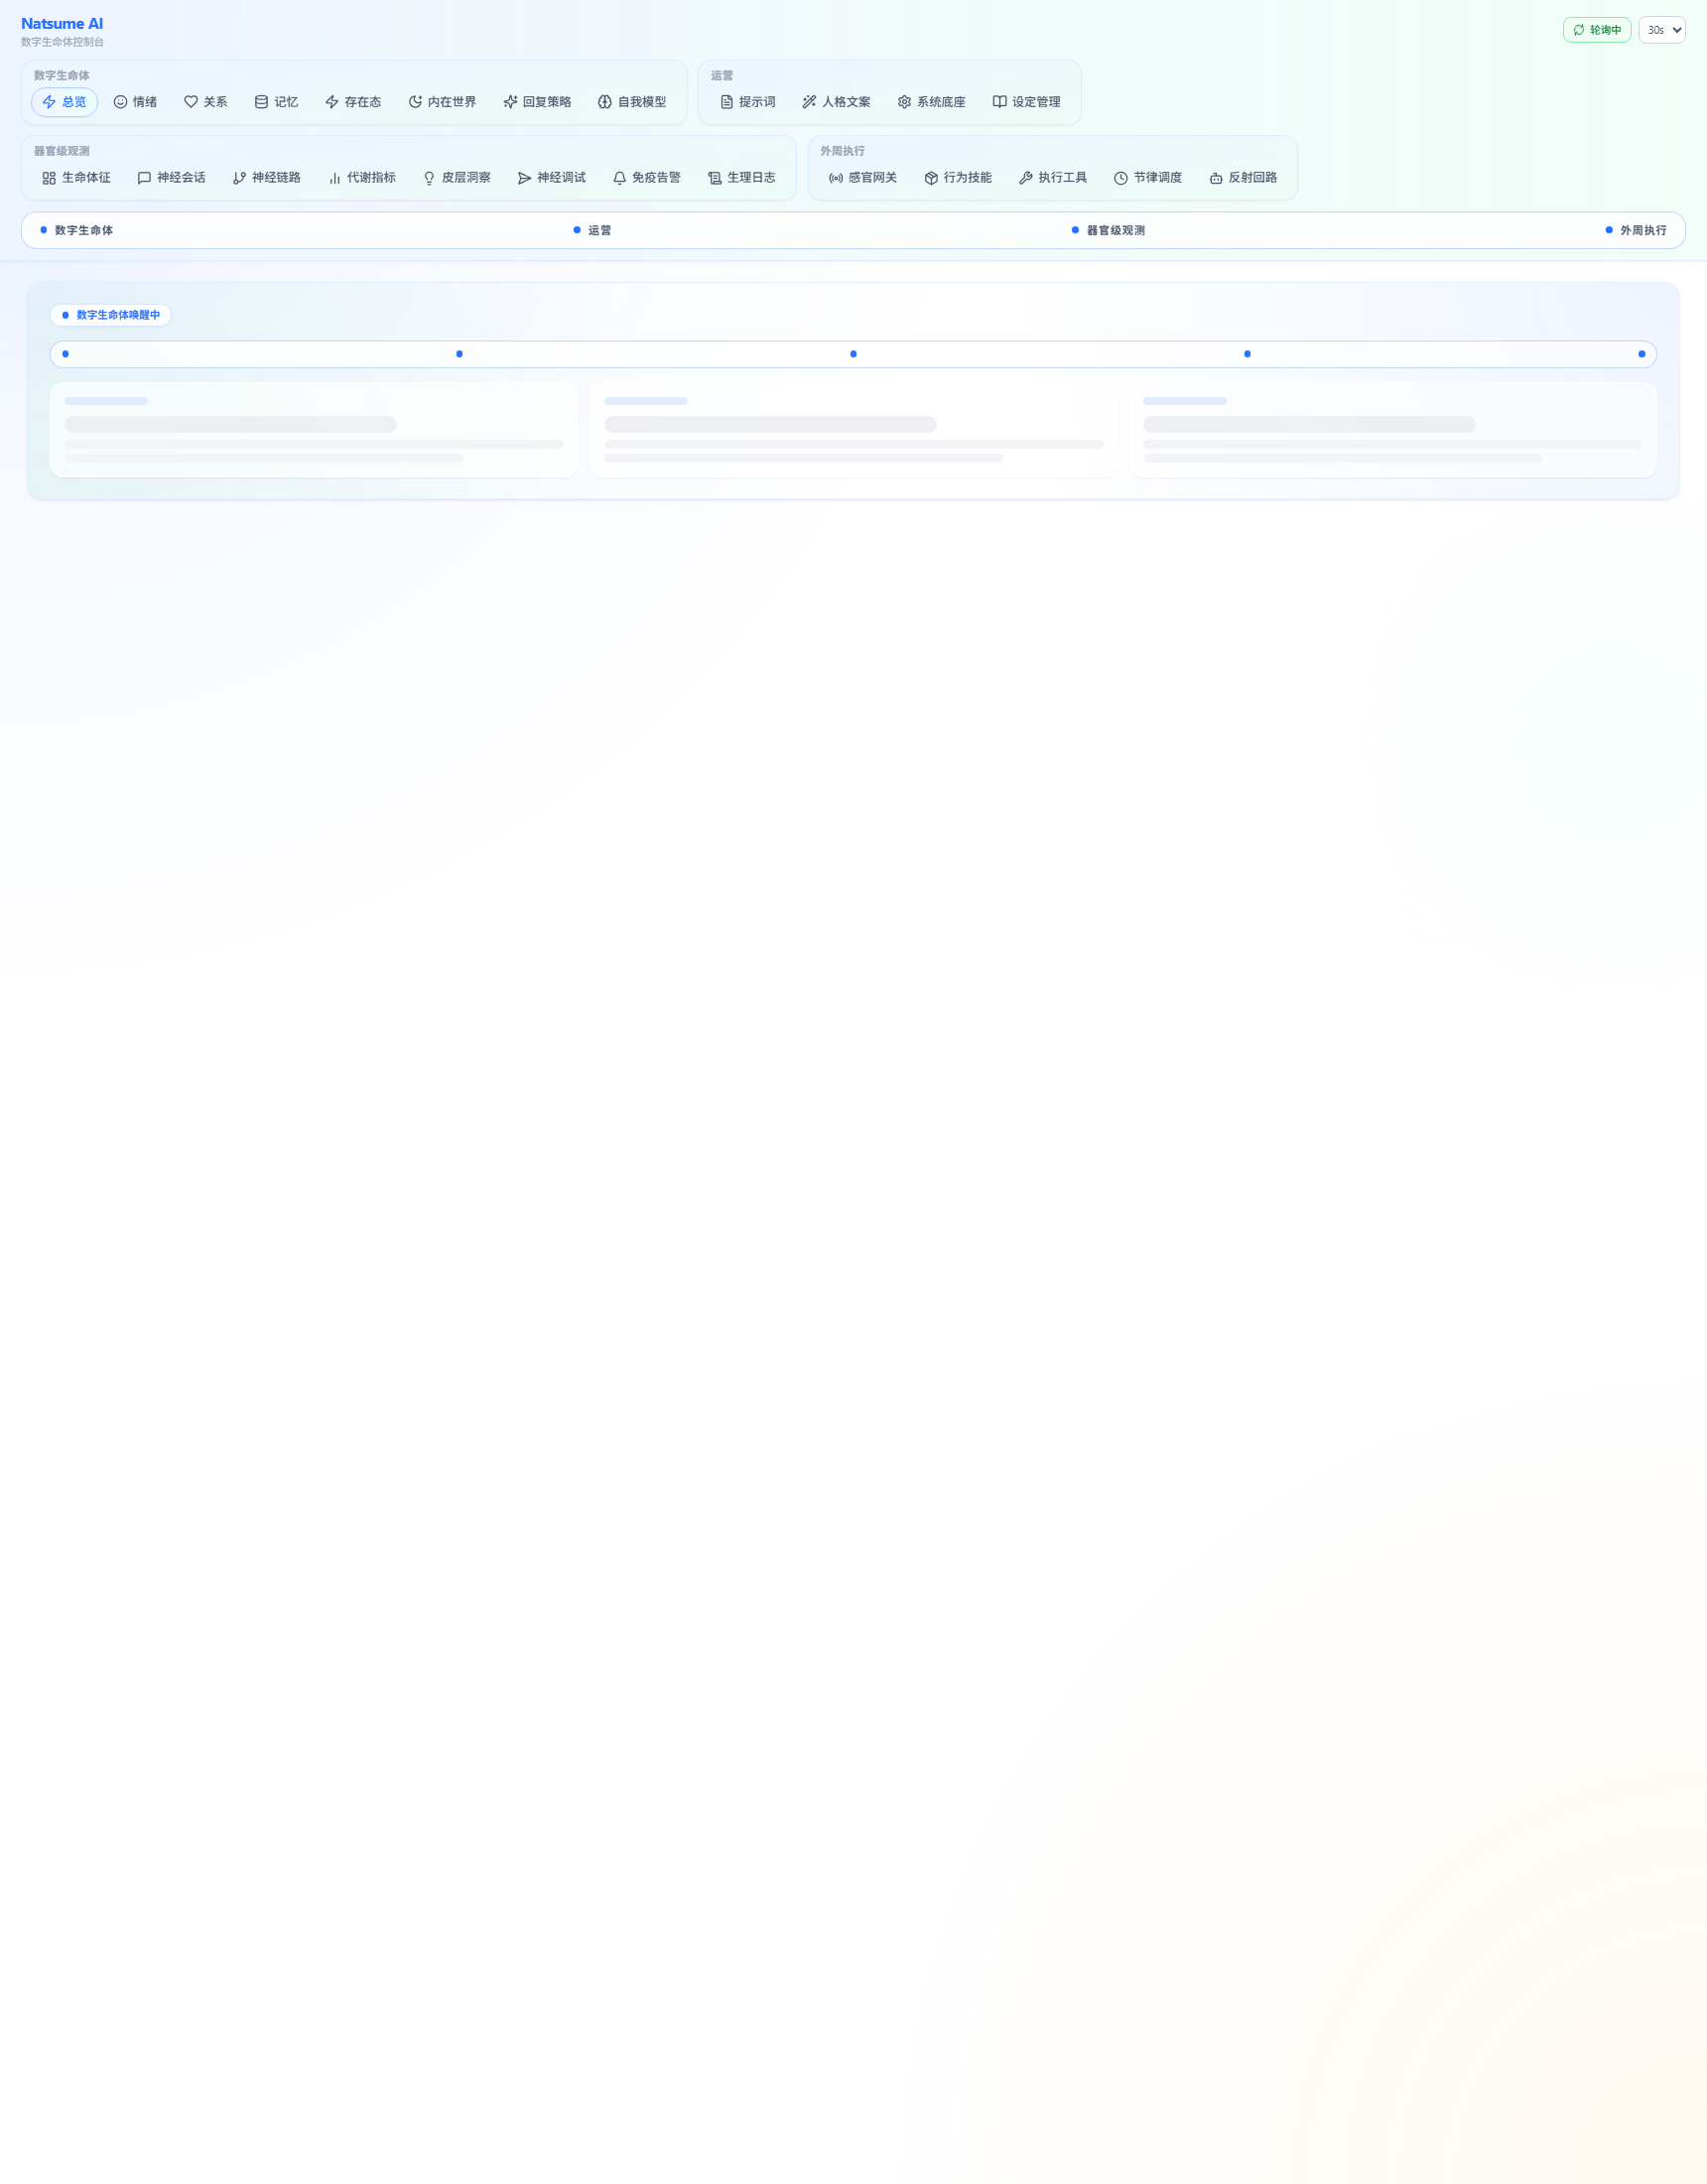 Natsume AI
数字生命体控制台
轮询中 30s
数字生命体
总览 情绪 关系 记忆 存在态 内在世界 回复策略 自我模型
运营
提示词 人格文案 系统底座 设定管理
器官级观测
生命体征 神经会话 神经链路 代谢指标 皮层洞察 神经调试 免疫告警 生理日志
外周执行
感官网关 行为技能 执行工具 节律调度 反射回路
数字生命体 运营 器官级观测 外周执行
数字生命体唤醒中